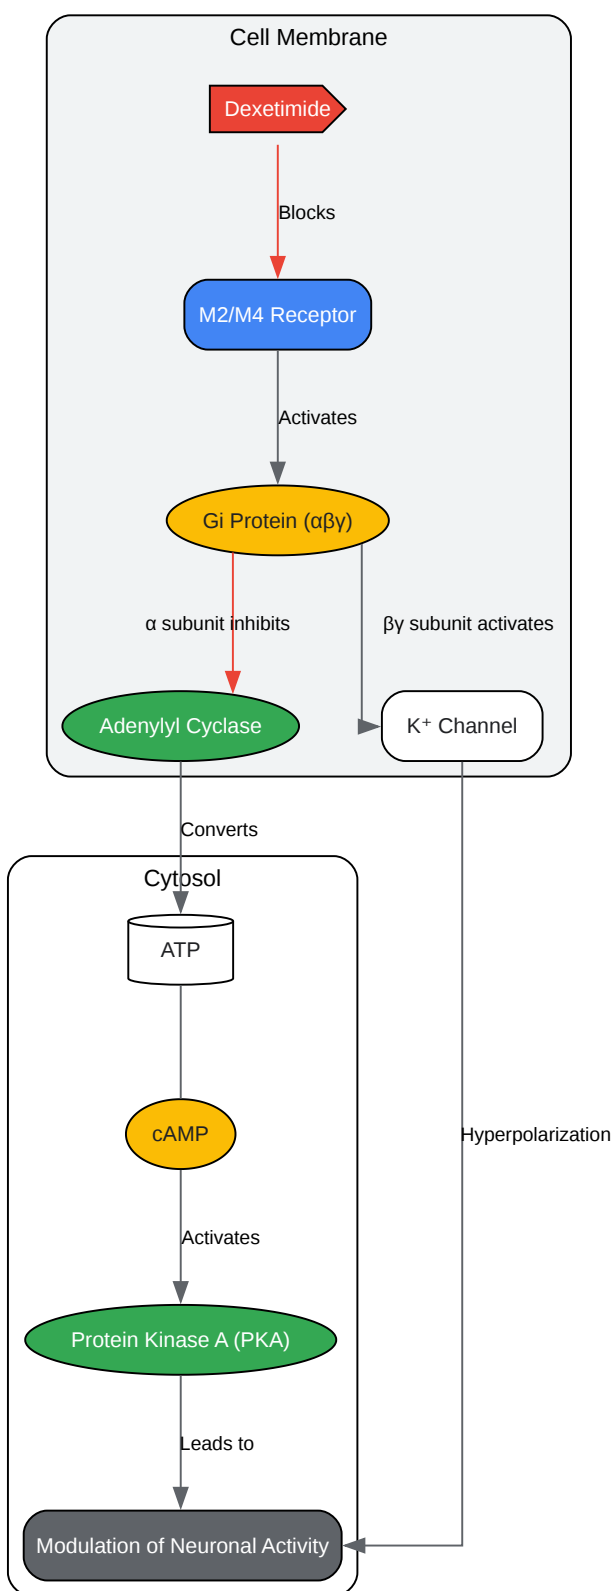 Cell Membrane
Dexetimide
Blocks
M2/M4 Receptor
Activates
Gi Protein (αβγ)
α subunit inhibits
βγ subunit activates
Adenylyl Cyclase
K⁺ Channel
Converts
Cytosol
ATP
cAMP
Hyperpolarization
Activates
Protein Kinase A (PKA)
Leads to
Modulation of Neuronal Activity